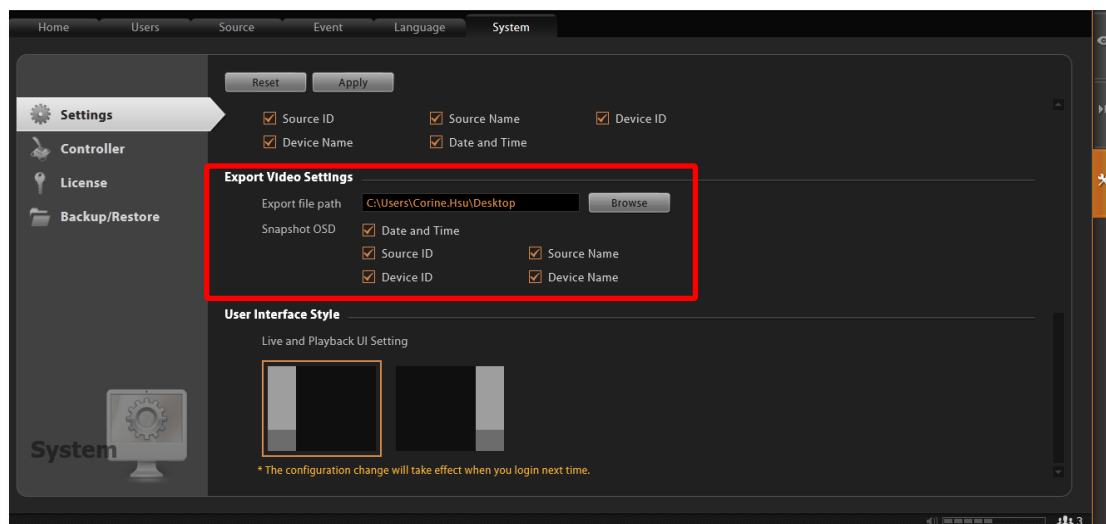 Home Users Source Event Language System
Reset Apply
Settings
Source ID Source Name Device ID
Device Name Date and Time
Controller
License
Backup/Restore
Export Video Settings
Export file path C:\Users\Corine.Hsu\Desktop Browse
Snapshot OSD Date and Time
Source ID Source Name
Device ID Device Name
User Interface Style
Live and Playback UI Setting
System
* The configuration change will take effect when you login next time.
3